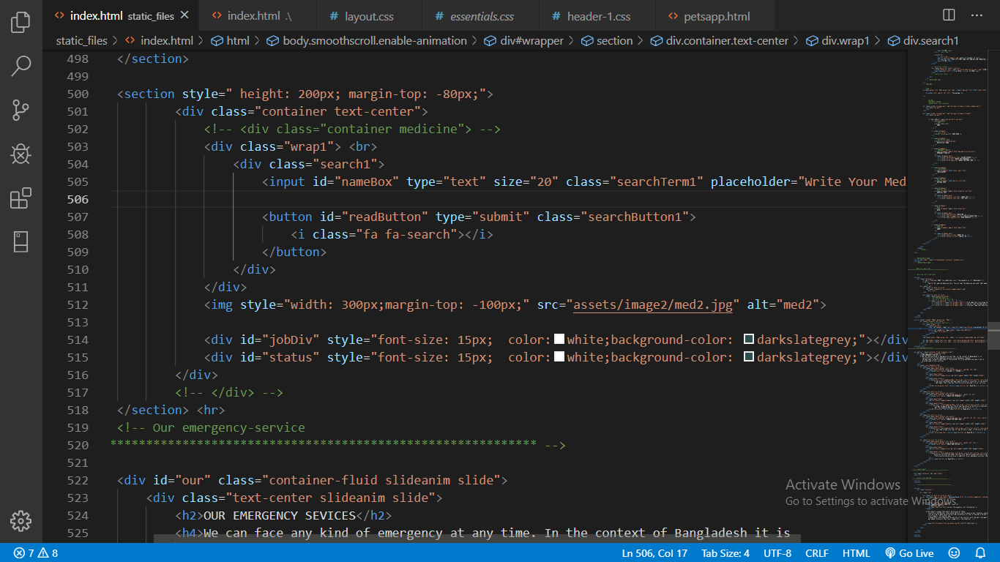 index.html static_files
index.html .\
layout.css
essentials.css
header-1.css
petsapp.html
static_files > index.html > html > body.smoothscroll.enable-animation > div#wrapper > section > div.container.text-center > div.wrap1 > div.search1
498 </section>
499
500 <section style=" height: 200px; margin-top: -80px;">
501 <div class="container text-center">
502 <!-- <div class="container medicine"> -->
503 <div class="wrap1"> <br>
504 <div class="search1">
505 <input id="nameBox" type="text" size="20" class="searchTerm1" placeholder="Write Your Med
506
507 <button id="readButton" type="submit" class="searchButton1">
508 <i class="fa fa-search"></i>
509 </button>
510 </div>
511 </div>
512 <img style="width: 300px;margin-top: -100px;" src="assets/image2/med2.jpg" alt="med2">
513
514 <div id="jobDiv" style="font-size: 15px;  color:white;background-color: darkslategrey;"></div
515 <div id="status" style="font-size: 15px;  color:white;background-color: darkslategrey;"></div
516 </div>
517 <!-- </div> -->
518 </section> <hr>
519 <!-- Our emergency-service
520 *********************************************************** -->
521
522 <div id="our" class="container-fluid slideanim slide">
523 <div class="text-center slideanim slide">
524 <h2>OUR EMERGENCY SEVICES</h2>
525 <h4>We can face any kind of emergency at any time. In the context of Bangladesh it is
Activate Windows
Go to Settings to activate Windows.
7 8 Ln 506, Col 17 Tab Size: 4 UTF-8 CRLF HTML Go Live